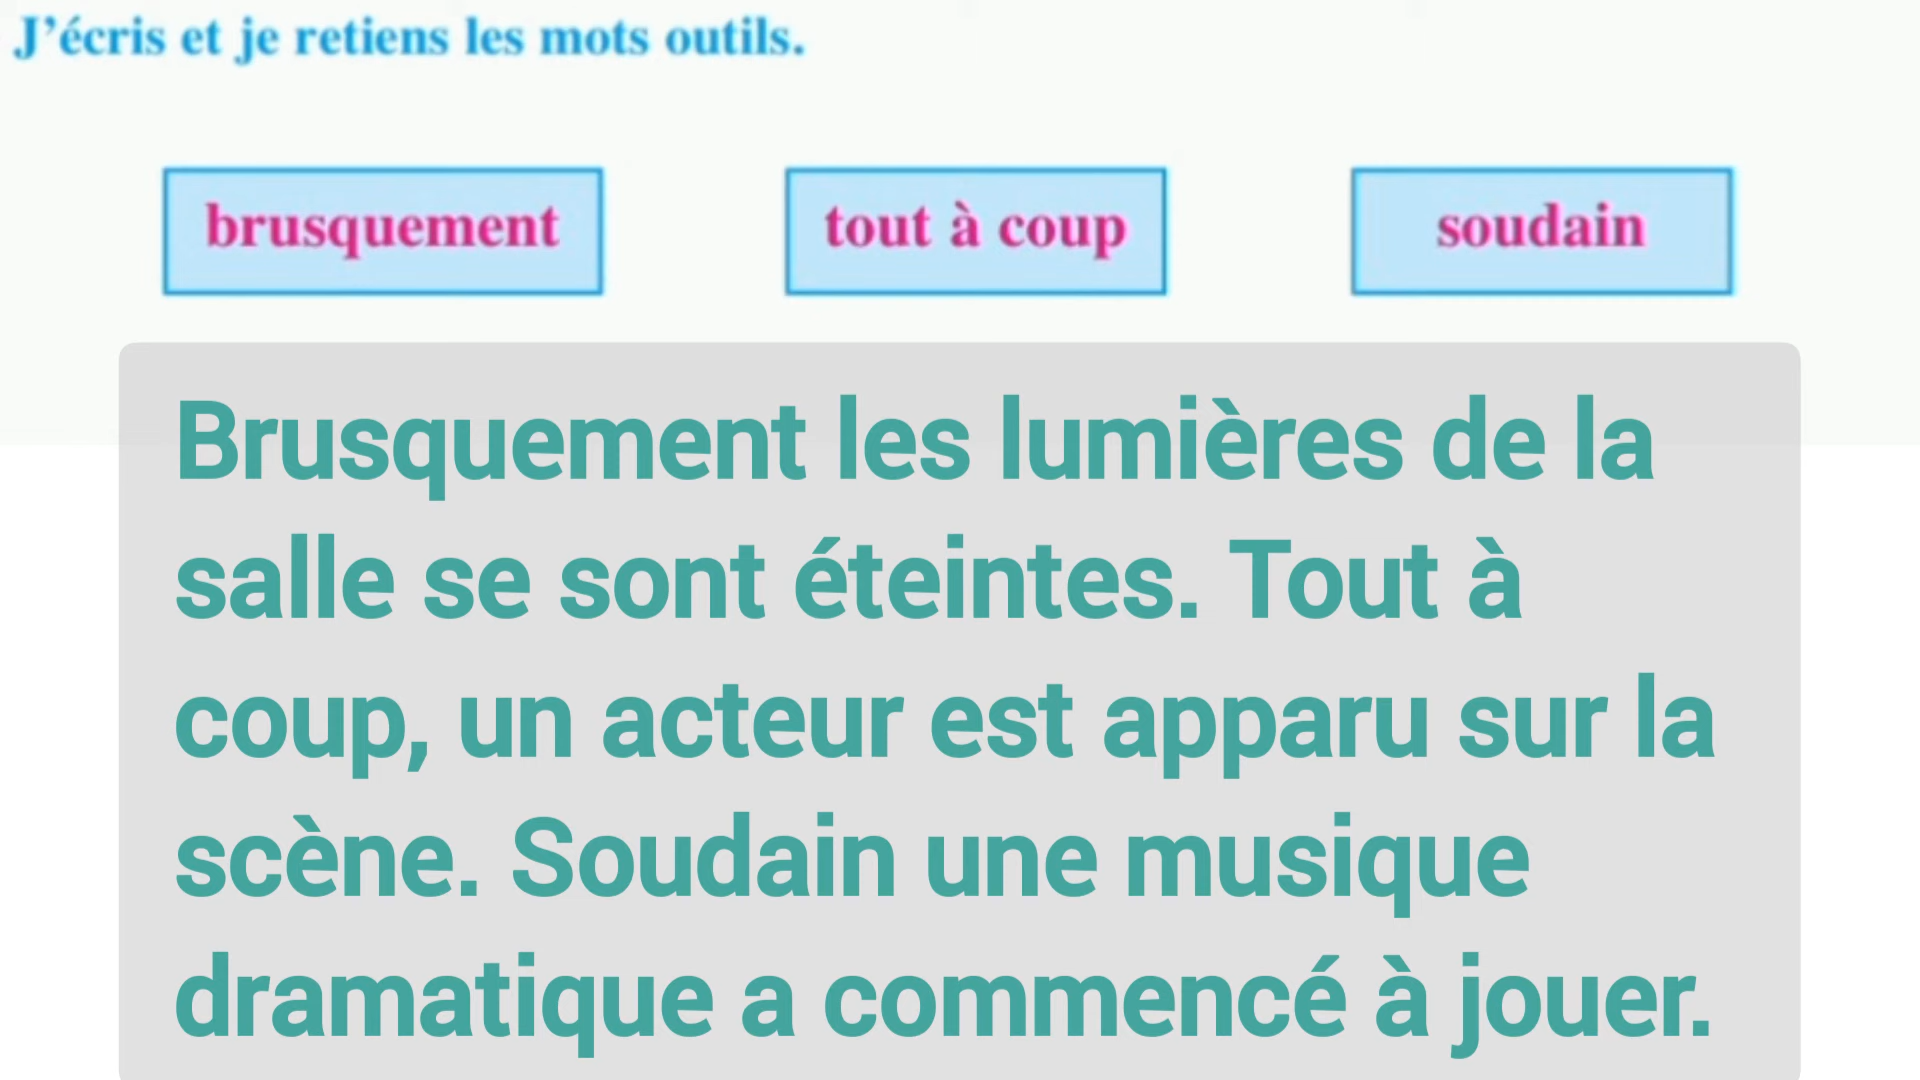 J’écris et je retiens les mots outils.
brusquement
tout à coup
soudain
Brusquement les lumières de la
salle se sont éteintes. Tout à
coup, un acteur est apparu sur la
scène. Soudain une musique
dramatique a commencé à jouer.